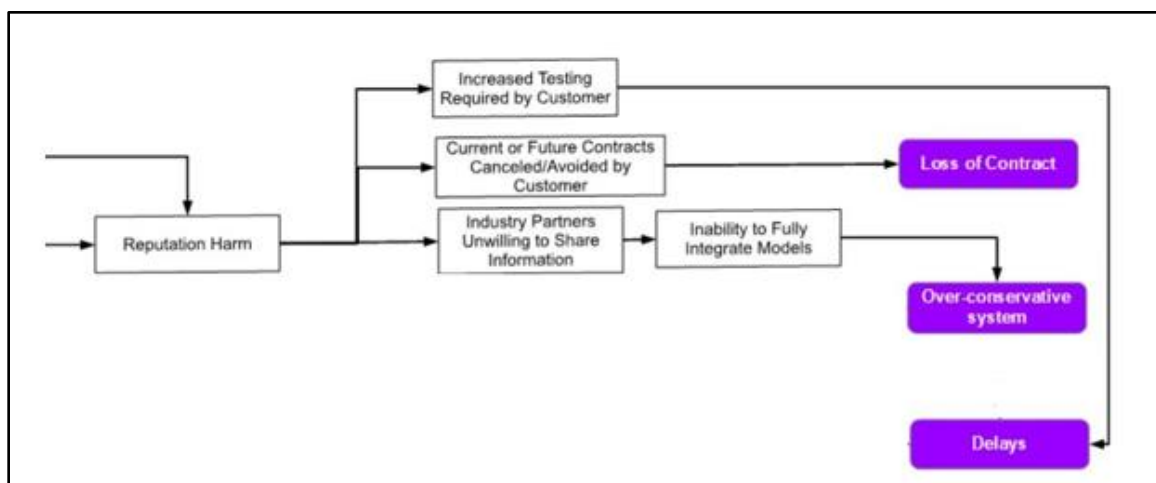 Increased Testing
Required by Customer
Current or Future Contracts
Canceled/Avoided by
Customer
Loss of Contract
Reputation Harm
Industry Partners
Unwilling to Share
Information
Inability to Fully
Integrate Models
Over-conservative
system
Delays